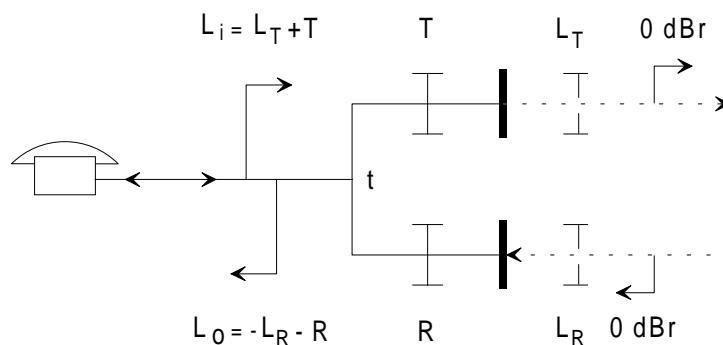 L_i = L_T + T T L_T 0 dBr
t
L_O = -L_R - R R L_R 0 dBr